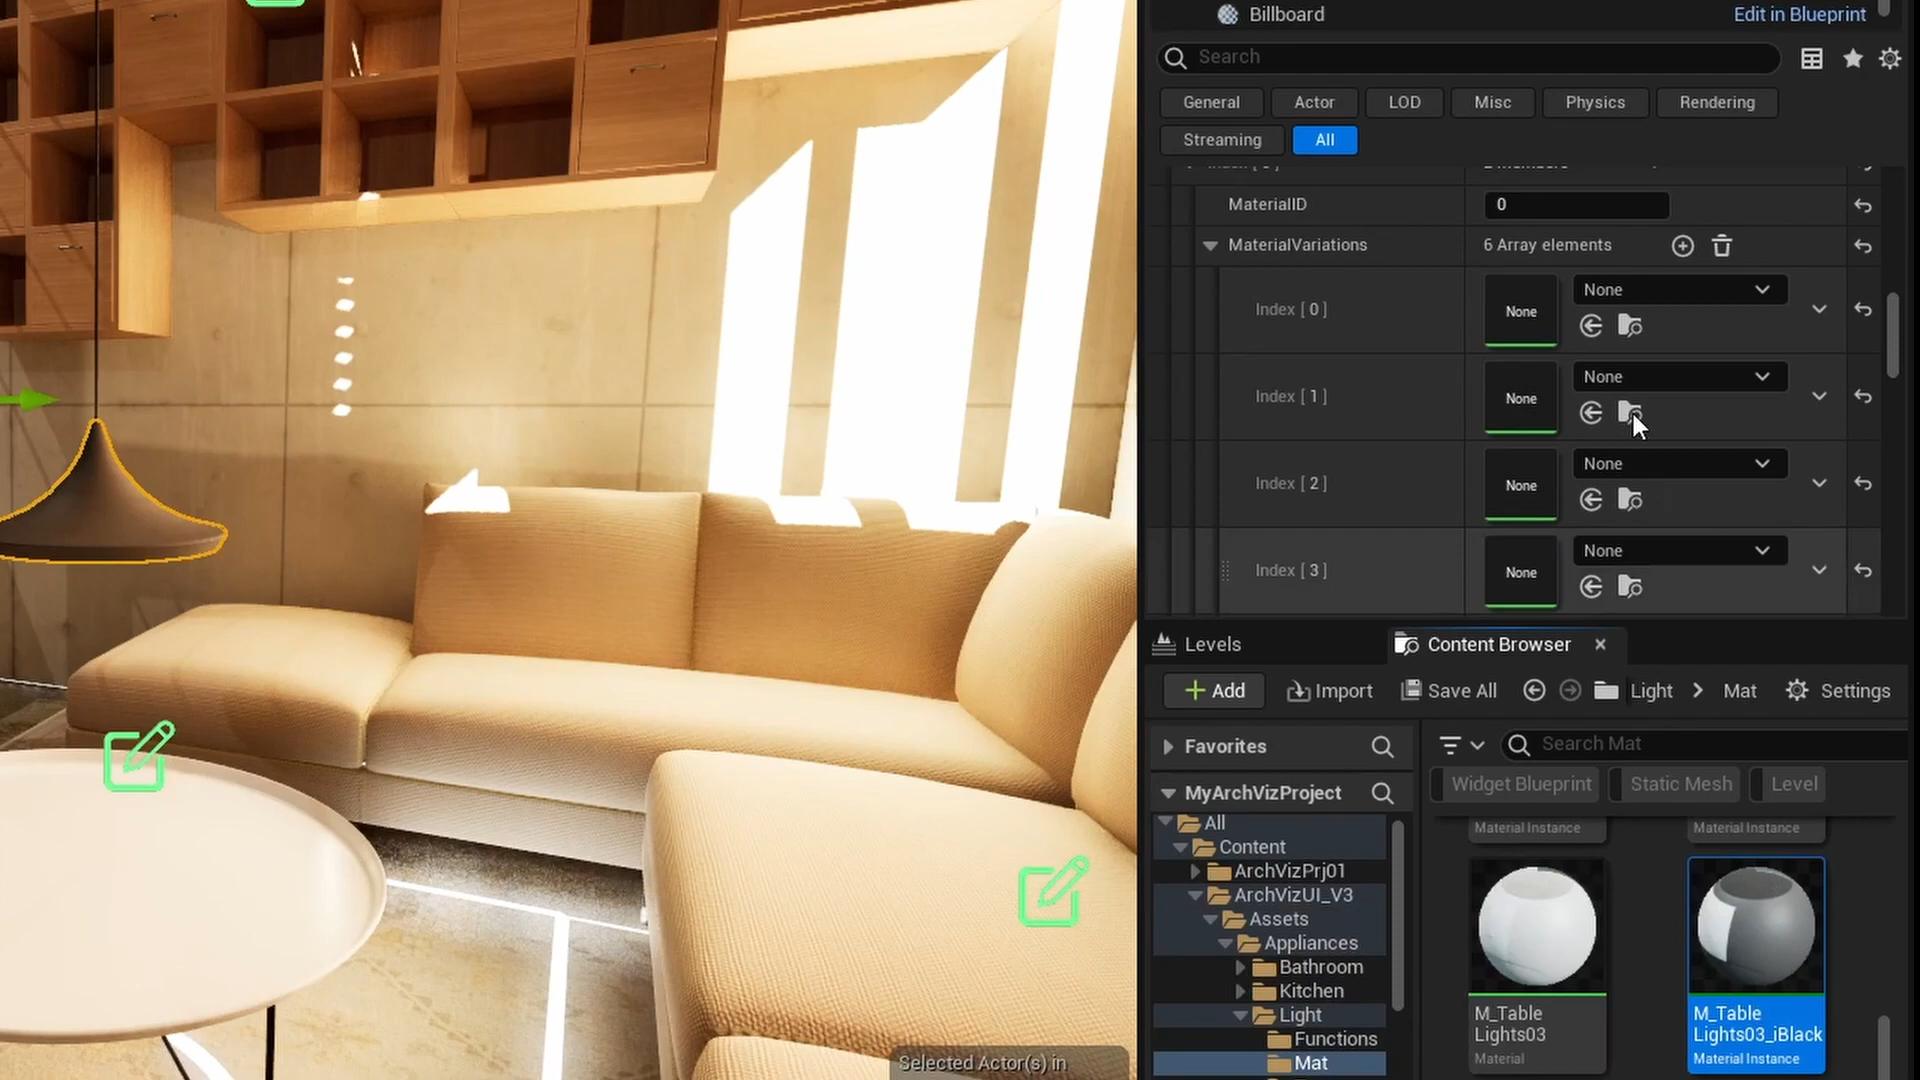 Billboard
Edit in Blueprint
Search
General
Actor
LOD
Misc
Physics
Rendering
Streaming
All
MaterialID
0
MaterialVariations
6 Array elements
Index [ 0 ]
None
None
Index [ 1 ]
None
None
Index [ 2 ]
None
None
Index [ 3 ]
None
None
Levels
Content Browser
Add
Import
Save All
Light
Mat
Settings
Favorites
Search Mat
Widget Blueprint
Static Mesh
Level
MyArchVizProject
All
Content
ArchVizPrj01
ArchVizUI_V3
Assets
Appliances
Bathroom
Kitchen
Light
Functions
Mat
Material Instance
Material Instance
M_Table
Lights03
Material
M_Table
Lights03_iBlack
Material Instance
Selected Actor(s) in